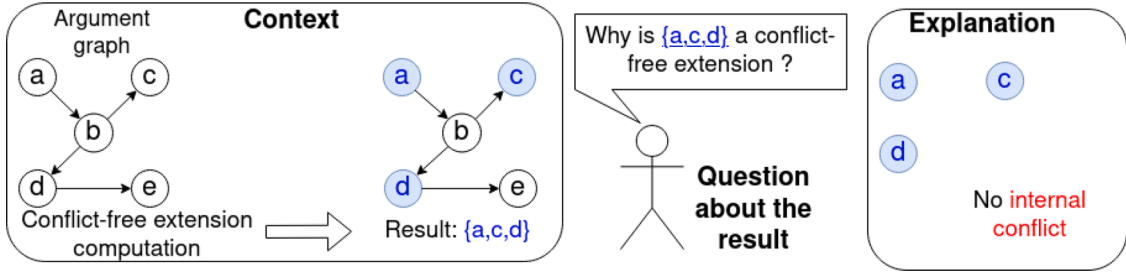 Context
Argument
graph
a
c
b
d
e
Conflict-free extension
computation
a
c
b
d
e
Result: {a,c,d}
Why is {a,c,d} a conflict-
free extension ?
Question
about the
result
Explanation
a
c
d
No internal
conflict